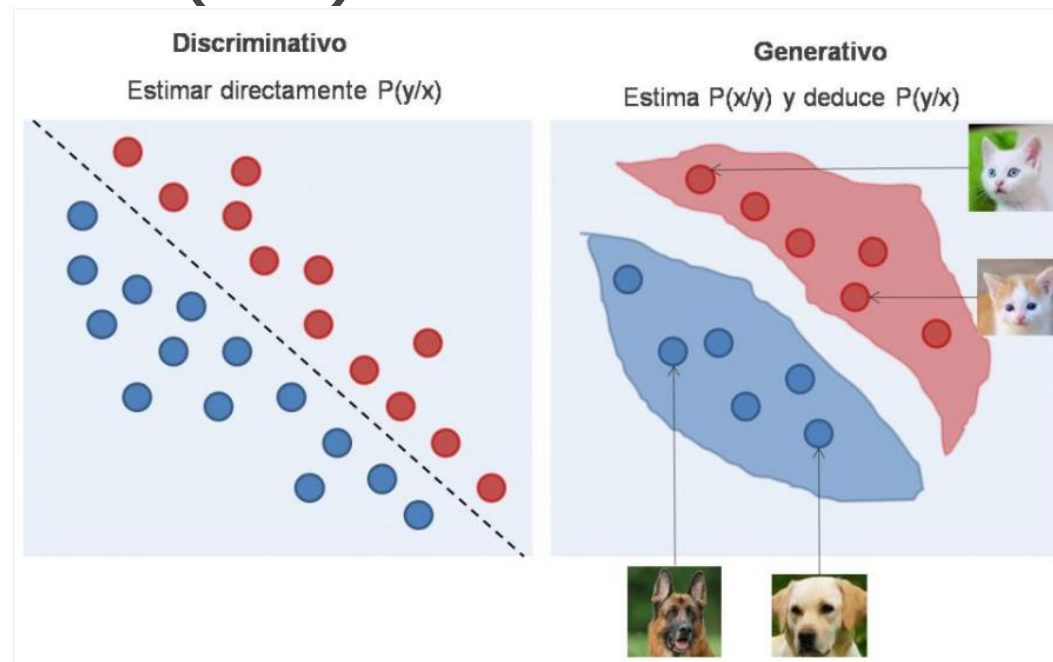 Discriminativo
Estimar directamente P(y/x)
Generativo
Estima P(x/y) y deduce P(y/x)